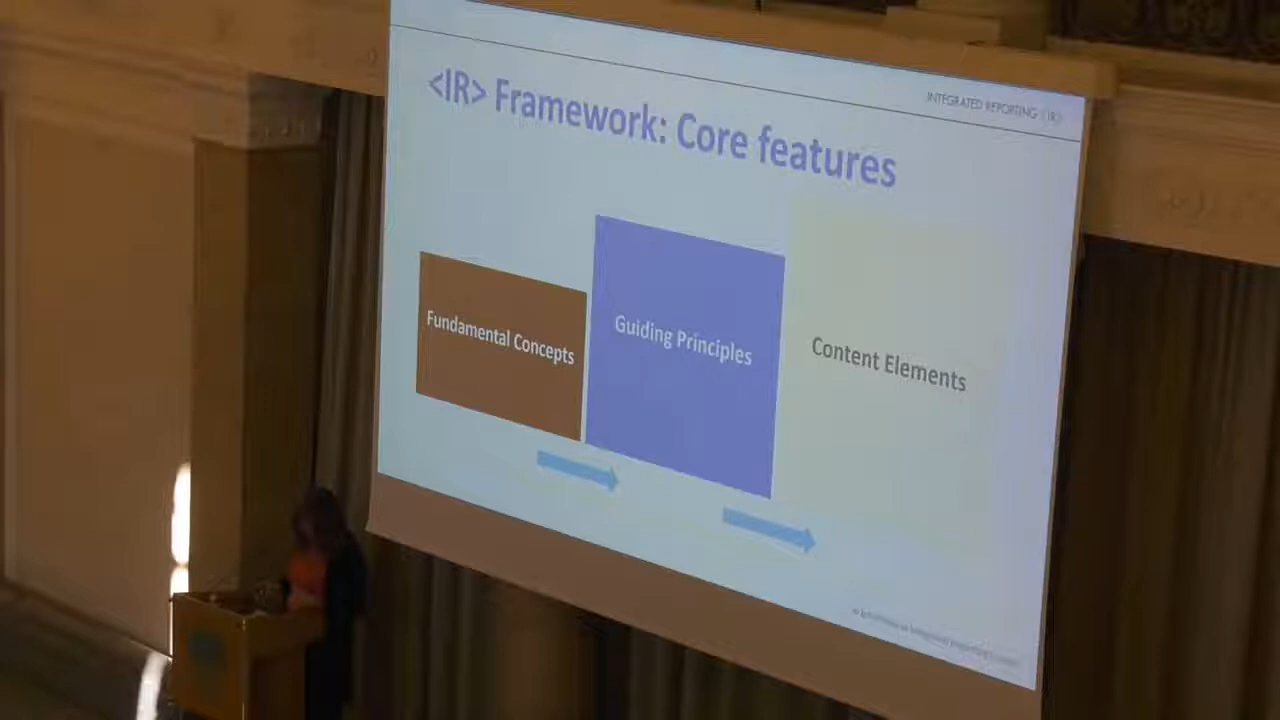 INTEGRATED REPORTING <IR>
<IR> Framework: Core features
Fundamental Concepts
Guiding Principles
Content Elements